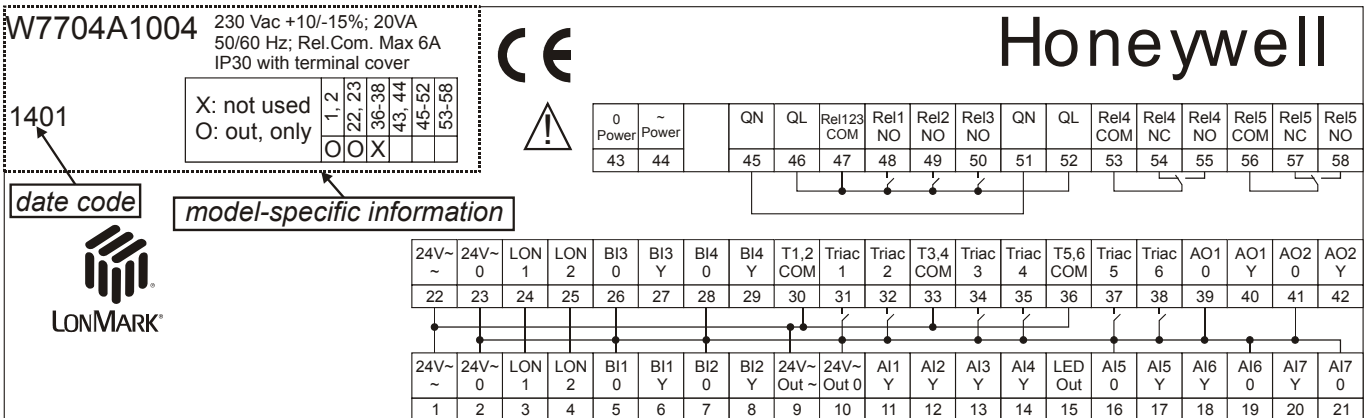 W7704A1004
230 Vac +10/-15%; 20VA
50/60 Hz; Rel.Com. Max 6A
IP30 with terminal cover
1401
X: not used
O: out, only
1, 2 22, 23 36-38 43, 44 45-52 53-58
O O X
date code
model-specific information
LONMARK®
CE
Honeywell
0 Power ~ Power QN QL Rel123 COM Rel1 NO Rel2 NO Rel3 NO QN QL Rel4 COM Rel4 NC Rel4 NO Rel5 COM Rel5 NC Rel5 NO
43 44 45 46 47 48 49 50 51 52 53 54 55 56 57 58
24V~ 24V~ LON LON BI3 BI3 BI4 BI4 T1,2 Triac Triac T3,4 Triac Triac T5,6 Triac Triac AO1 AO1 AO2 AO2
~ 0 1 2 0 Y 0 Y COM 1 2 COM 3 4 COM 5 6 0 Y 0 Y
22 23 24 25 26 27 28 29 30 31 32 33 34 35 36 37 38 39 40 41 42
24V~ 24V~ LON LON BI1 BI1 BI2 BI2 24V~ 24V~ AI1 AI2 AI3 AI4 LED AI5 AI5 AI6 AI6 AI7 AI7
~ 0 1 2 0 Y 0 Y Out ~ Out 0 Y Y Y Y Out 0 Y Y 0 Y 0
1 2 3 4 5 6 7 8 9 10 11 12 13 14 15 16 17 18 19 20 21